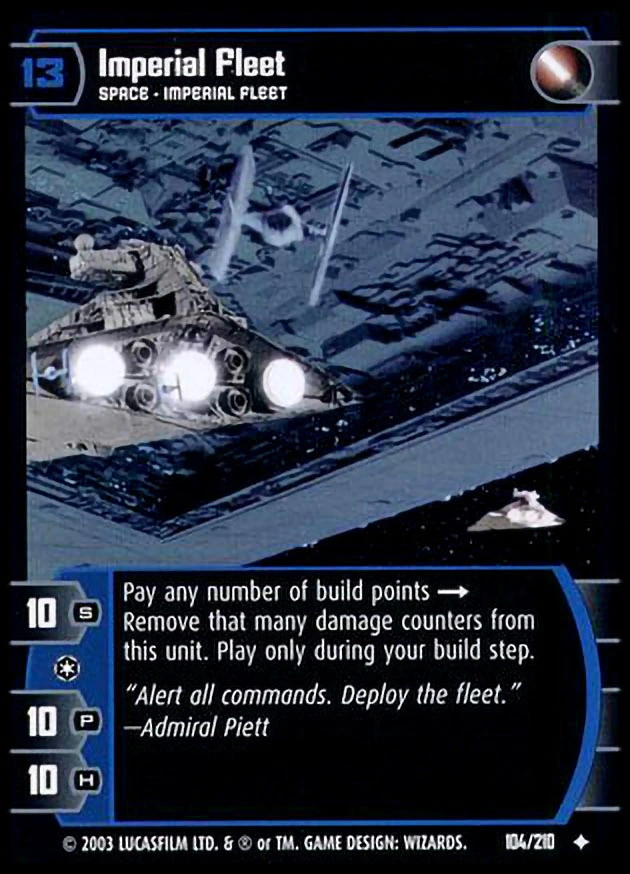 13
Imperial Fleet
SPACE • IMPERIAL FLEET
Pay any number of build points →
Remove that many damage counters from
this unit. Play only during your build step.
“Alert all commands. Deploy the fleet.”
—Admiral Piett
10 S
10 P
10 H
© 2003 LUCASFILM LTD. & ® or TM. GAME DESIGN: WIZARDS. 104/210